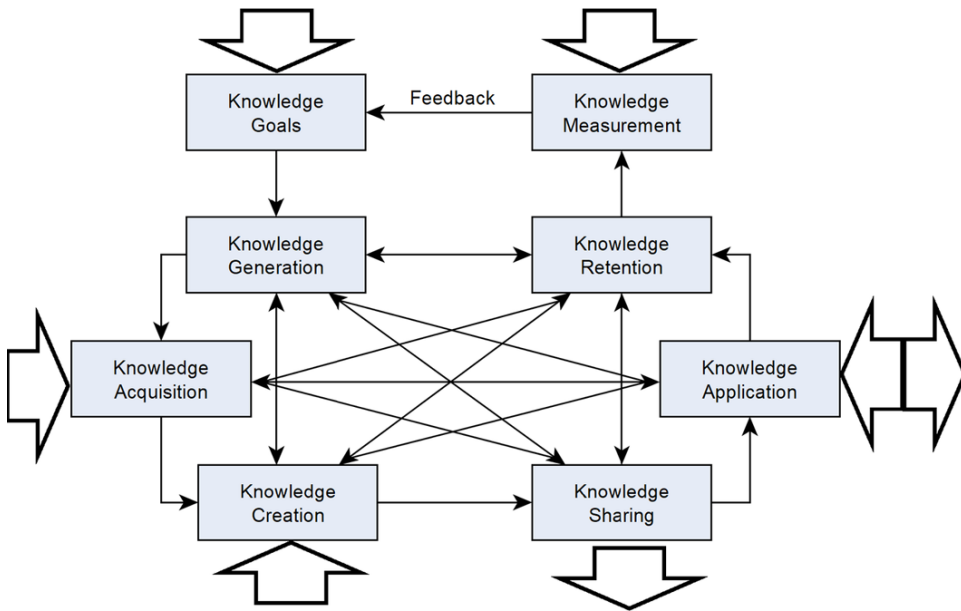 Knowledge
Goals
Feedback
Knowledge
Measurement
Knowledge
Generation
Knowledge
Retention
Knowledge
Acquisition
Knowledge
Application
Knowledge
Creation
Knowledge
Sharing